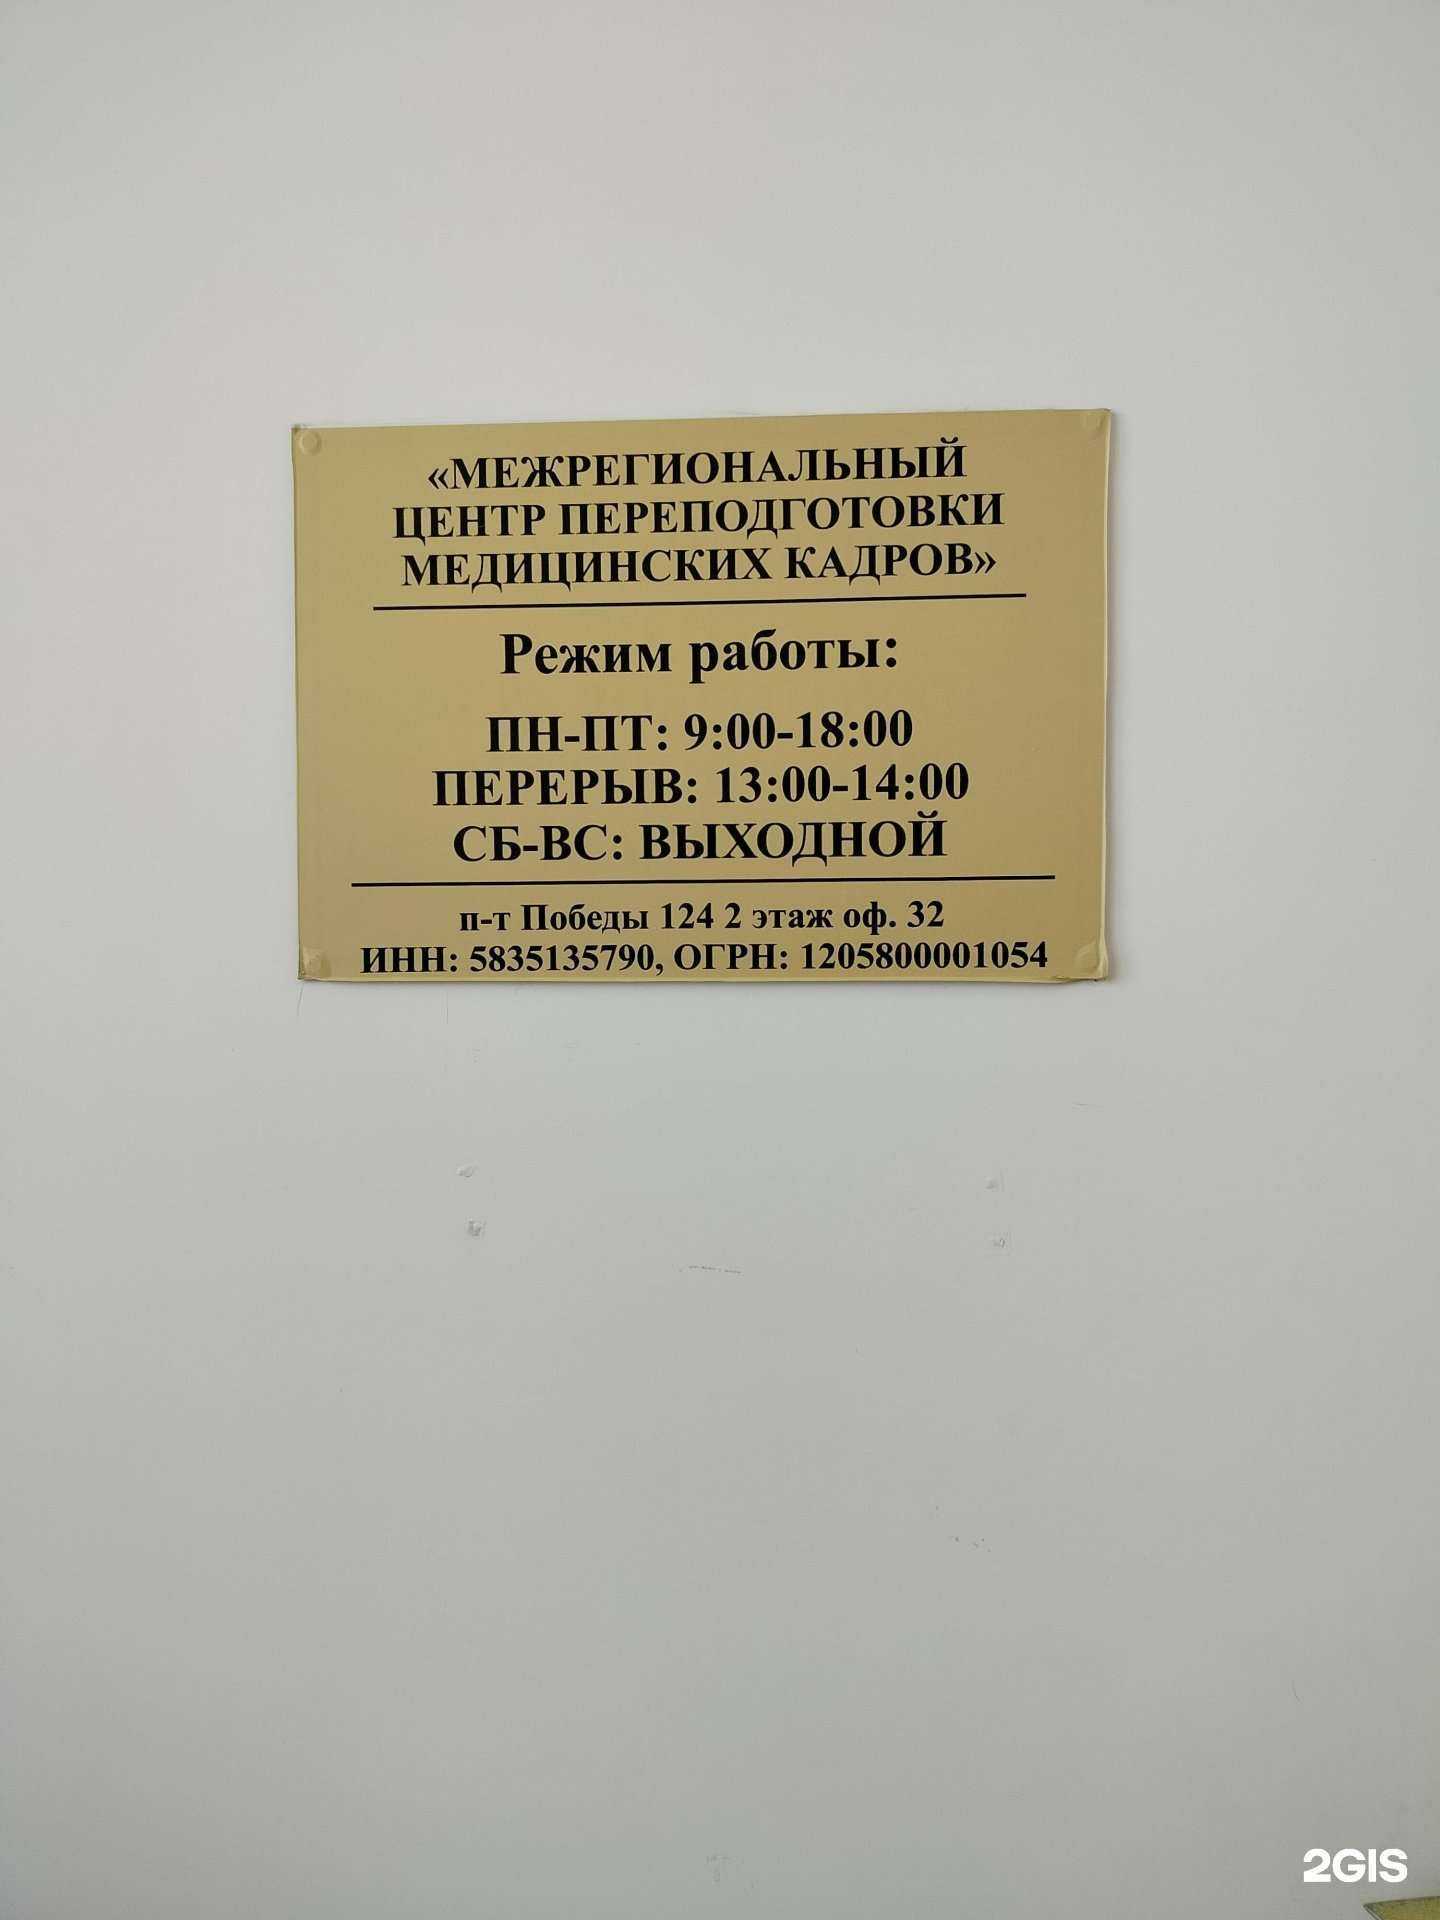 «МЕЖРЕГИОНАЛЬНЫЙ
ЦЕНТР ПЕРЕПОДГОТОВКИ
МЕДИЦИНСКИХ КАДРОВ»
Режим работы:
ПН-ПТ: 9:00-18:00
ПЕРЕРЫВ: 13:00-14:00
СБ-ВС: ВЫХОДНОЙ
п-т Победы 124 2 этаж оф. 32
ИНН: 5835135790, ОГРН: 1205800001054
2GIS